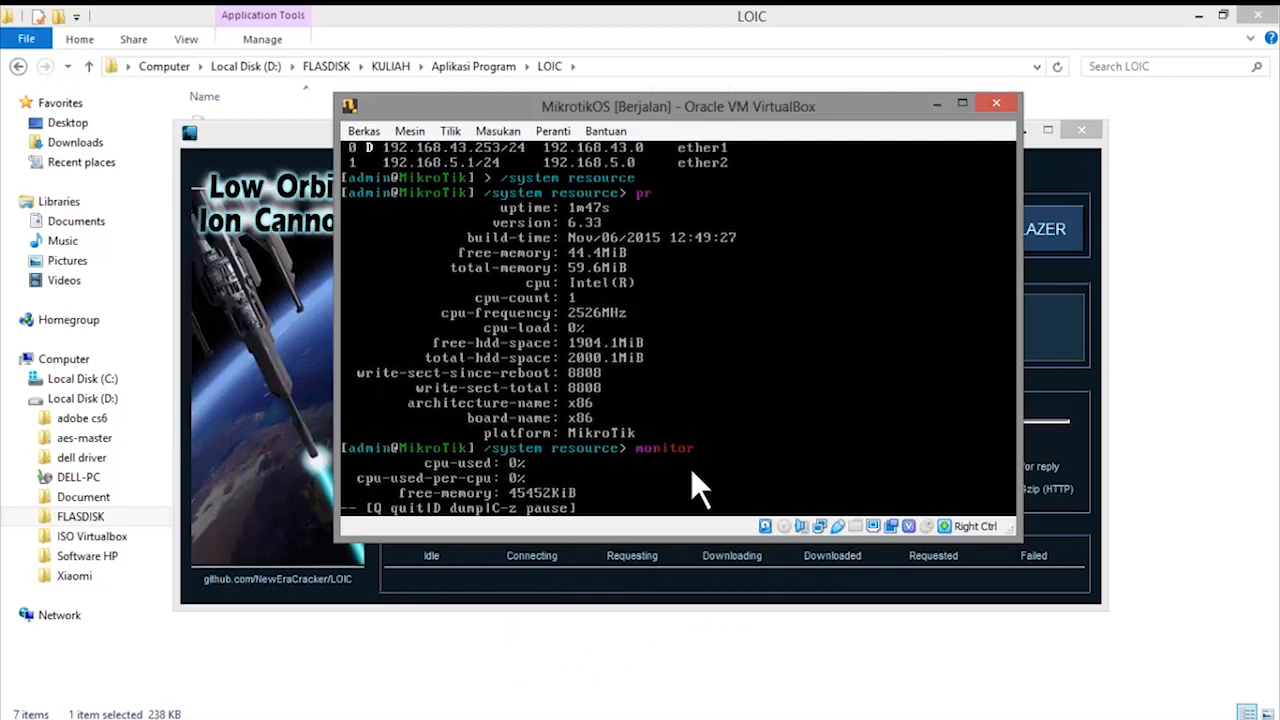 Application Tools
LOIC
File Home Share View Manage
Computer Local Disk (D:) FLASDISK KULIAH Aplikasi Program LOIC
Search LOIC
Name
Favorites
Desktop
Downloads
Recent places
Libraries
Documents
Music
Pictures
Videos
Homegroup
Computer
Local Disk (C:)
Local Disk (D:)
adobe cs6
aes-master
dell driver
DELL-PC
Document
FLASDISK
ISO Virtualbox
Software HP
Xiaomi
Network
7 items 1 item selected 238 KB
MikrotikOS [Berjalan] - Oracle VM VirtualBox
Berkas Mesin Tilik Masukan Peranti Bantuan
0 D 192.168.43.253/24 192.168.43.0 ether1
1 192.168.5.1/24 192.168.5.0 ether2
[admin@MikroTik] > /system resource
[admin@MikroTik] /system resource> pr
uptime: 1m47s
version: 6.33
build-time: Nov/06/2015 12:49:27
free-memory: 44.4MiB
total-memory: 59.6MiB
cpu: Intel(R)
cpu-count: 1
cpu-frequency: 2526MHz
cpu-load: 0%
free-hdd-space: 1904.1MiB
total-hdd-space: 2000.1MiB
write-sect-since-reboot: 8808
write-sect-total: 8808
architecture-name: x86
board-name: x86
platform: MikroTik
[admin@MikroTik] /system resource> monitor
cpu-used: 0%
cpu-used-per-cpu: 0%
free-memory: 45452KiB
-- [Q quit|D dump|C-z pause]
Right Ctrl
Low Orbi
Ion Canno
AZER
for reply
gzip (HTTP)
Idle Connecting Requesting Downloading Downloaded Requested Failed
github.com/NewEraCracker/LOIC